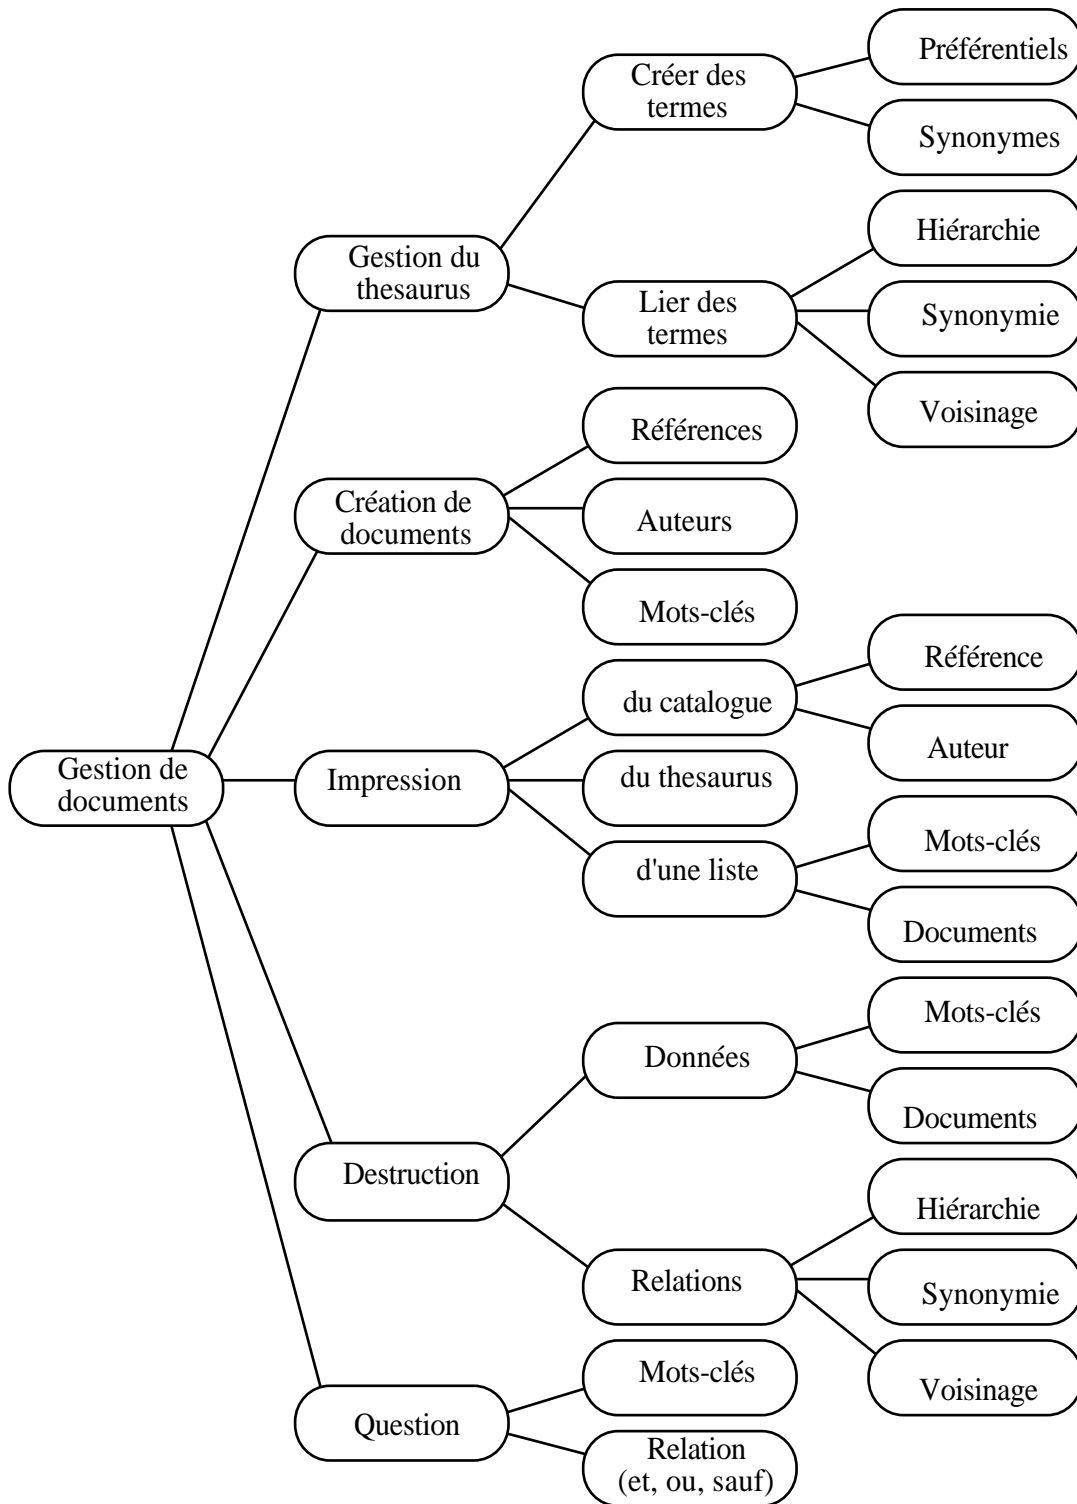 Préférentiels
Créer des
termes
Synonymes
Hiérarchie
Gestion du
thesaurus
Lier des
termes
Synonymie
Voisinage
Références
Création de
documents
Auteurs
Mots-clés
Référence
du catalogue
Auteur
Gestion de
documents
Impression
du thesaurus
Mots-clés
d'une liste
Documents
Mots-clés
Données
Documents
Destruction
Hiérarchie
Relations
Synonymie
Voisinage
Mots-clés
Question
Relation
(et, ou, sauf)